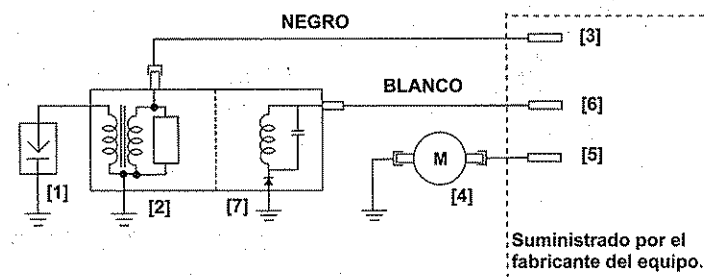 NEGRO
[3]
BLANCO
[6]
M
[5]
[1]
[2]
[7]
[4]
Suministrado por el
fabricante del equipo.